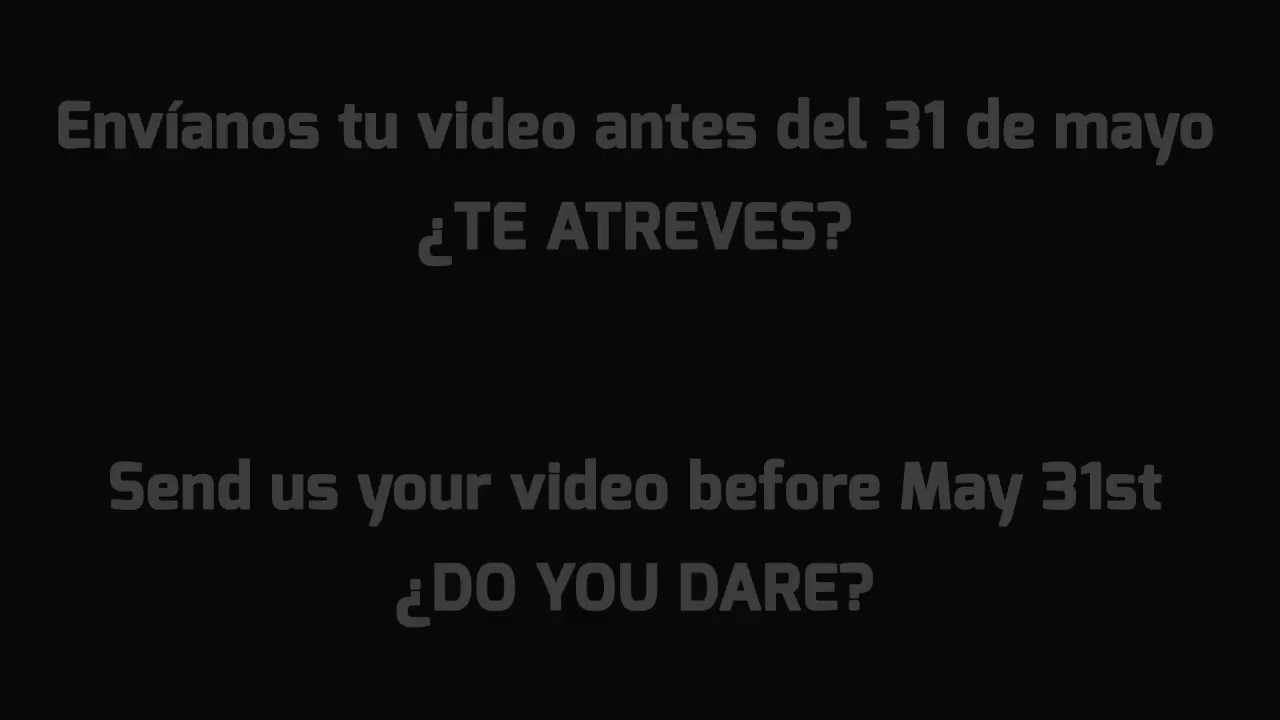 Envíanos tu video antes del 31 de mayo
¿TE ATREVES?
Send us your video before May 31st
¿DO YOU DARE?